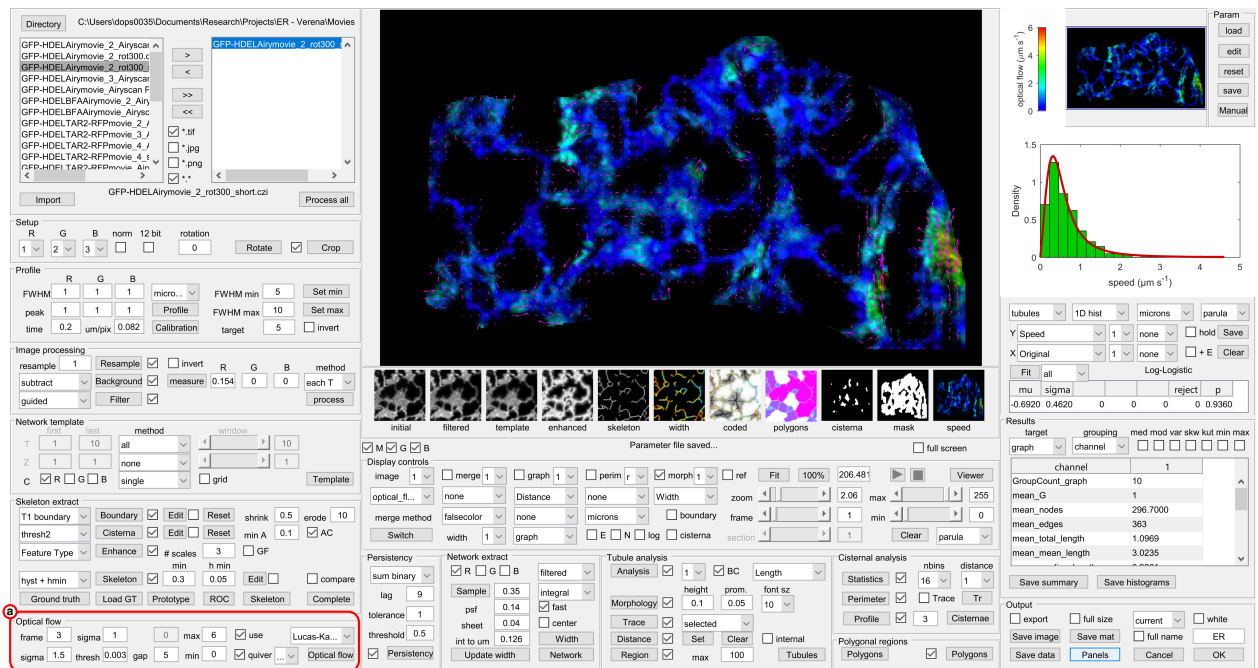 Directory C:\Users\dops0035\Documents\Research\Projects\ER - Verena\Movies
GFP-HDELAirymovie_2_Airyscar
GFP-HDELAirymovie_2_rot300.c
GFP-HDELAirymovie_2_rot300_
GFP-HDELAirymovie_3_Airyscar
GFP-HDELAirymovie_Airyscan F
GFP-HDELBFAAirymovie_2_Airy
GFP-HDELBFAAirymovie_Airysc
GFP-HDELTAR2-RFPmovie_2_A
GFP-HDELTAR2-RFPmovie_3_A
GFP-HDELTAR2-RFPmovie_4_A
GFP-HDELTAR2-RFPmovie_4_s
>
<
>>
<<
*.tif
*.jpg
*.png
*.*
GFP-HDELAirymovie_2_rot300_
GFP-HDELAirymovie_2_rot300_short.czi
Import Process all
Setup
R G B norm 12 bit rotation
1 2 3 0 Rotate Crop
Profile
R G B
FWHM 1 1 1 micro... FWHM min 5 Set min
peak 1 1 1 Profile FWHM max 10 Set max
time 0.2 um/pix 0.082 Calibration target 5 invert
Image processing
resample 1 Resample invert R G B method
subtract Background measure 0.154 0 0 each T
guided Filter process
Network template
first last method window
T 1 10 all 10
Z 1 1 none 1
C R G B single grid Template
Skeleton extract
T1 boundary Boundary Edit Reset shrink 0.5 erode 10
thresh2 Cisterna Edit Reset min A 0.1 AC
Feature Type Enhance # scales 3 GF
min h min
hyst + hmin Skeleton 0.3 0.05 Edit compare
Ground truth Load GT Prototype ROC Skeleton Complete
a
Optical flow
frame 3 sigma 1 0 max 6 use Lucas-Ka...
sigma 1.5 thresh 0.003 gap 5 min 0 quiver ... Optical flow
initial filtered template enhanced skeleton width coded polygons cisterna mask speed
M G B Parameter file saved... full screen
Display controls
image 1 merge 1 graph 1 perim r morph 1 ref Fit 100% 206.481 Viewer
optical_fl... none Distance none Width zoom 2.06 max 255
merge method falsecolor none microns boundary frame 1 min 0
Switch width 1 graph E N log cisterna section 1 Clear parula
Persistency
sum binary
lag 9
tolerance 1
threshold 0.5
Persistency
Network extract
R G B filtered
Sample 0.35 integral
psf 0.14 fast
sheet 0.04 center
int to um 0.126 Width
Update width Network
Tubule analysis
Analysis 1 BC Length
height prom. font sz
Morphology 0.1 0.05 10
Trace selected
Distance Set Clear internal
Region max 100 Tubules
Cisternal analysis
nbins distance
Statistics 16 1
Perimeter Trace Tr
Profile 3 Cisternae
Polygonal regions
Polygons Polygons
optical flow (µm s⁻¹)
6
4
2
0
Param
load
edit
reset
save
Manual
Density
1.5
1
0.5
0
0 1 2 3 4 5
speed (µm s⁻¹)
tubules 1D hist microns parula
Y Speed 1 none hold Save
X Original 1 none + E Clear
Fit all Log-Logistic
mu sigma reject p
-0.6920 0.4620 0 0 0 0.9360
Results
target grouping med mod var skw kut min max
graph channel
channel 1
GroupCount_graph 10
mean_G 1
mean_nodes 296.7000
mean_edges 363
mean_total_length 1.0969
mean_mean_length 3.0235
Save summary Save histograms
Output
export full size current white
Save image Save mat full name ER
Save data Panels Cancel OK